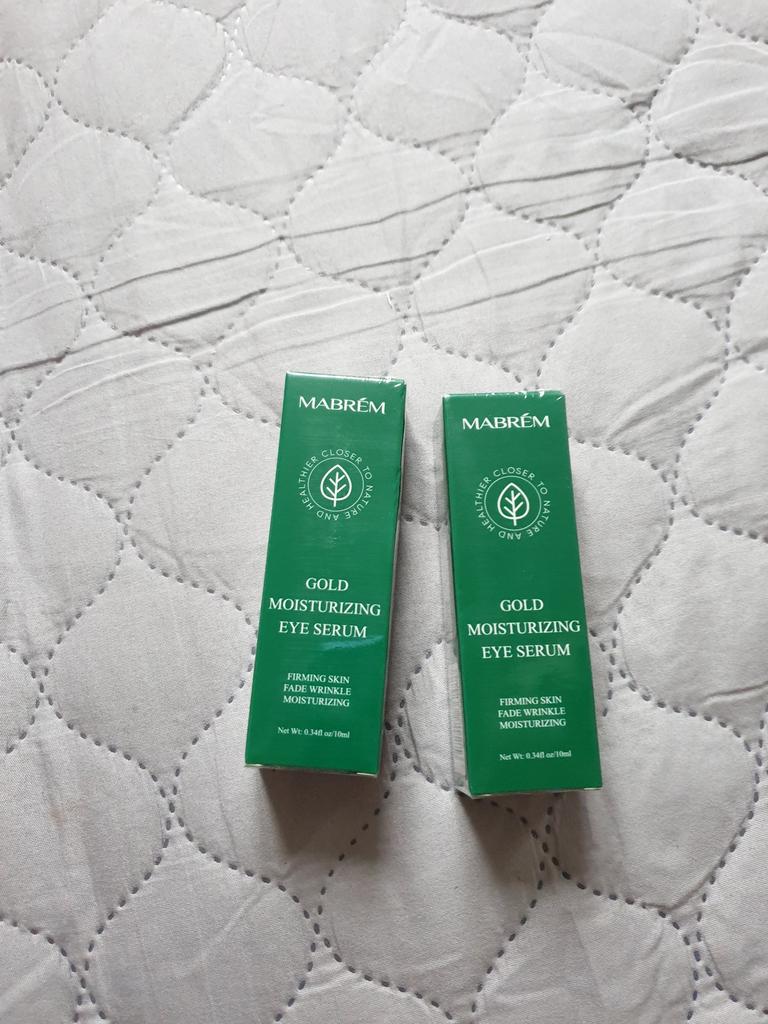 MABRÉM
CLOSER TO NATURE AND HEALTHIER
GOLD
MOISTURIZING
EYE SERUM
FIRMING SKIN
FADE WRINKLE
MOISTURIZING
Net Wt: 0.34fl oz/10ml
MABRÉM
CLOSER TO NATURE AND HEALTHIER
GOLD
MOISTURIZING
EYE SERUM
FIRMING SKIN
FADE WRINKLE
MOISTURIZING
Net Wt: 0.34fl oz/10ml